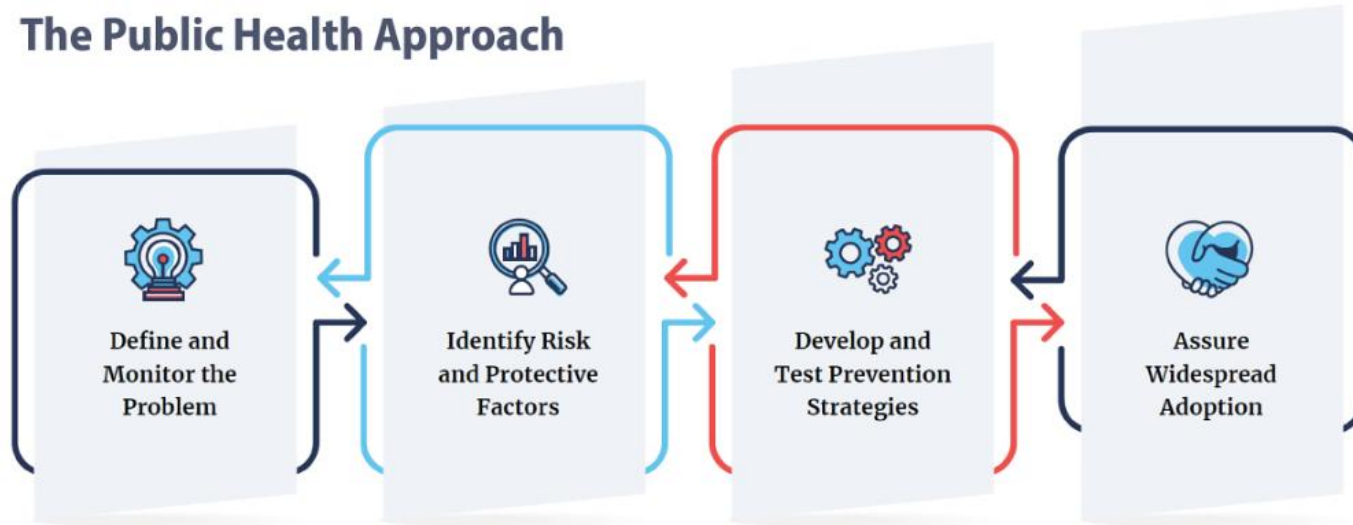 The Public Health Approach
Define and
Monitor the
Problem
Identify Risk
and Protective
Factors
Develop and
Test Prevention
Strategies
Assure
Widespread
Adoption